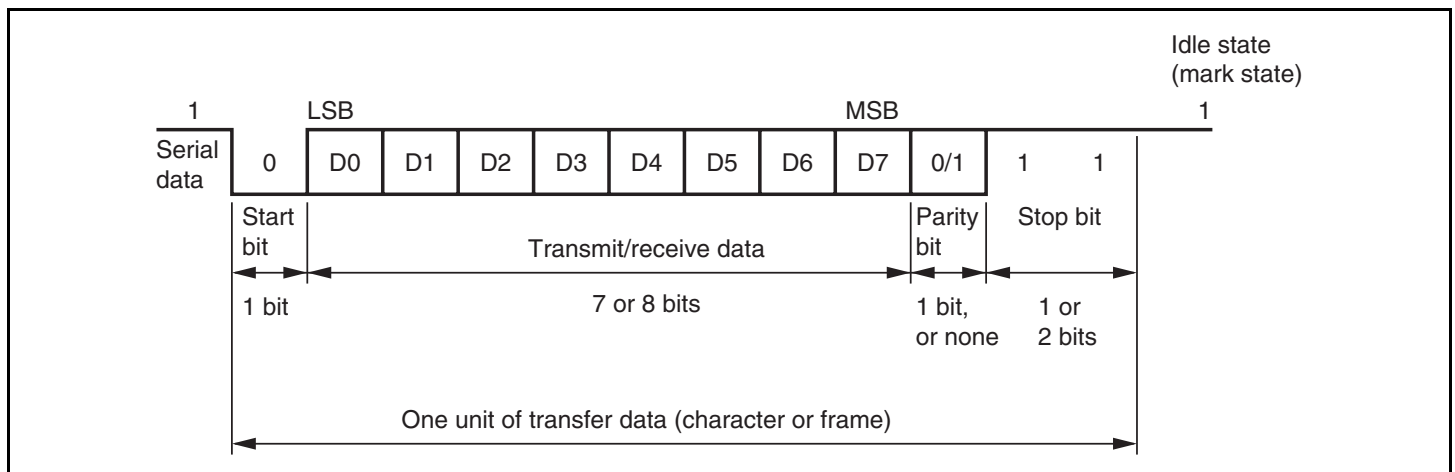 Idle state
(mark state)
1 LSB MSB 1
Serial
data
0 D0 D1 D2 D3 D4 D5 D6 D7 0/1 1 1
Start
bit
Transmit/receive data
Parity
bit
Stop bit
1 bit
7 or 8 bits
1 bit,
or none
1 or
2 bits
One unit of transfer data (character or frame)